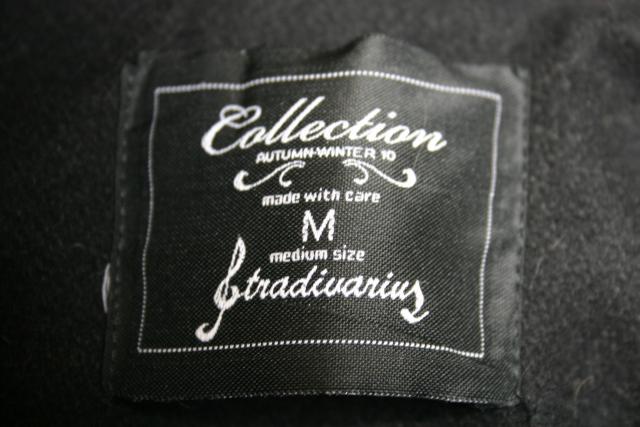 Collection
AUTUMN-WINTER 10
made with care
M
medium size
Stradivarius